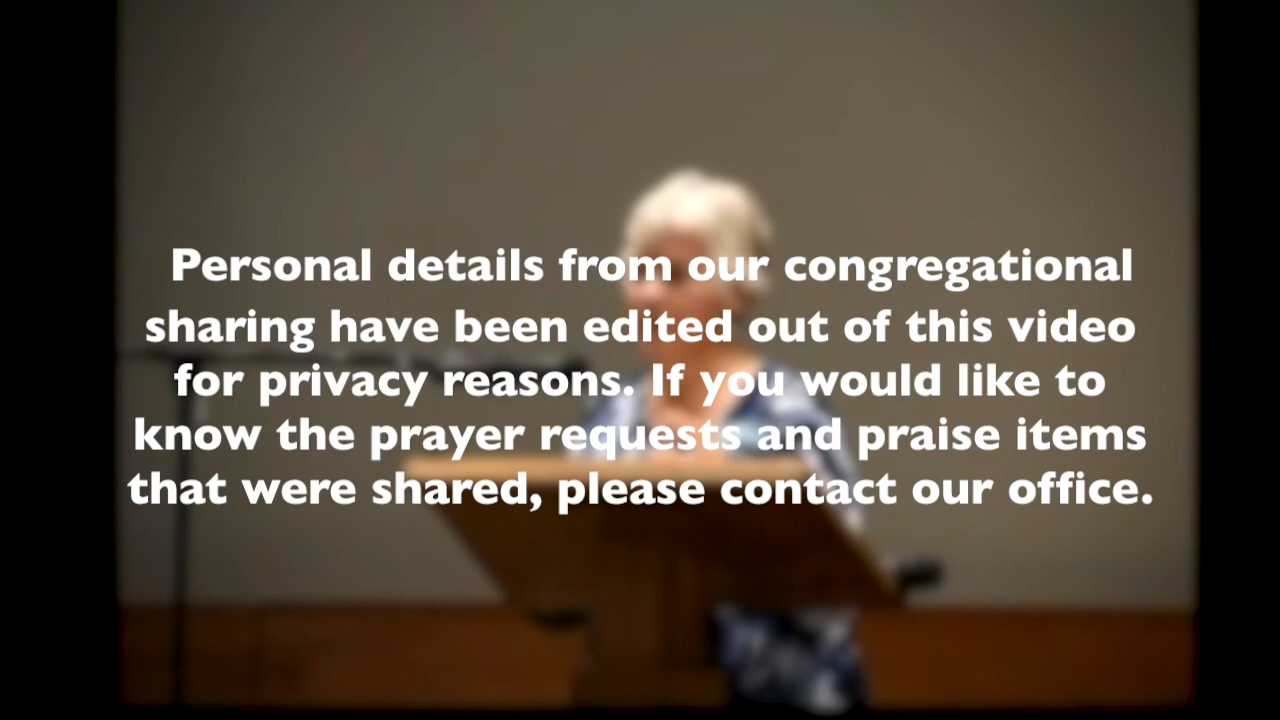 Personal details from our congregational
sharing have been edited out of this video
for privacy reasons. If you would like to
know the prayer requests and praise items
that were shared, please contact our office.